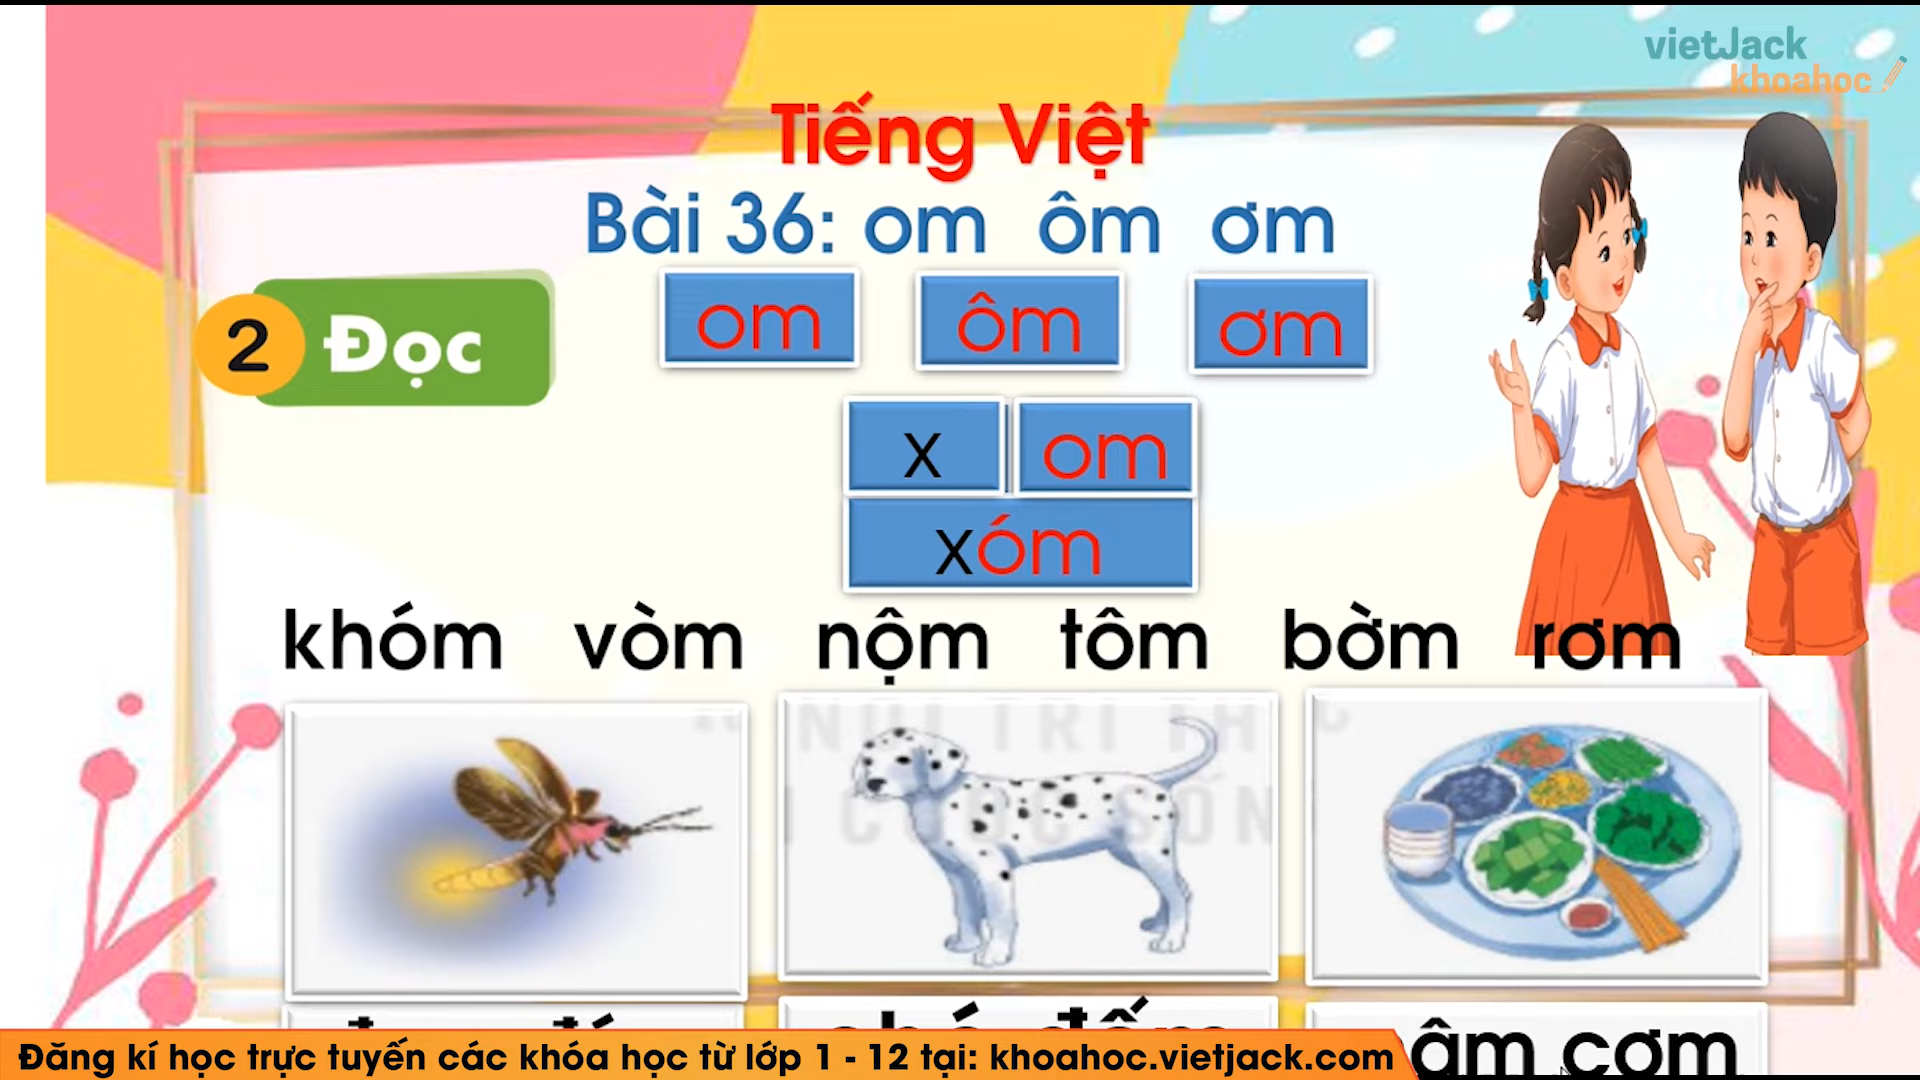 vietJack
khoahoc
Tiếng Việt
Bài 36: om ôm ơm
2 Đọc
om ôm ơm
x om
xóm
khóm vòm nộm tôm bờm rơm
chó đốm
cơm
Đăng kí học trực tuyến các khóa học từ lớp 1 - 12 tại: khoahoc.vietjack.com